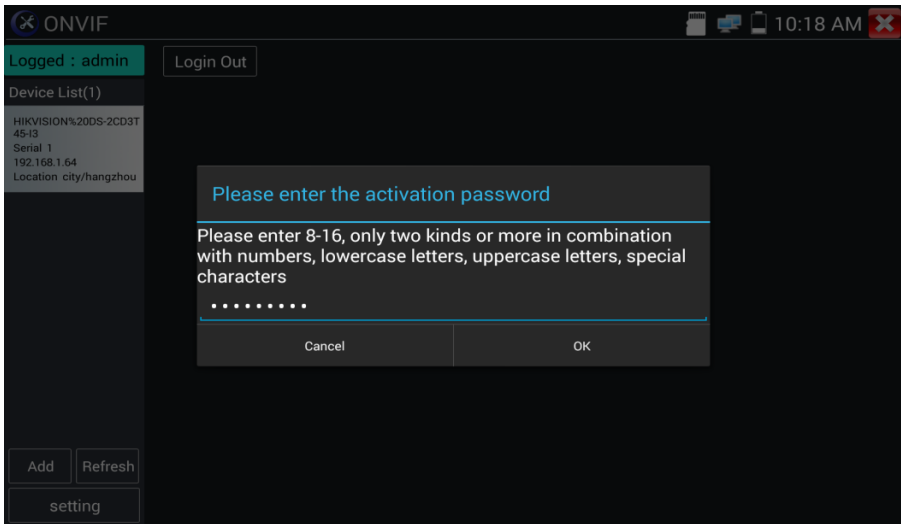 ONVIF
10:18 AM
Logged : admin
Login Out
Device List(1)
HIKVISION%20DS-2CD3T
45-I3
Serial 1
192.168.1.64
Location city/hangzhou
Please enter the activation password
Please enter 8-16, only two kinds or more in combination
with numbers, lowercase letters, uppercase letters, special
characters
•••••••••
Cancel
OK
Add
Refresh
setting